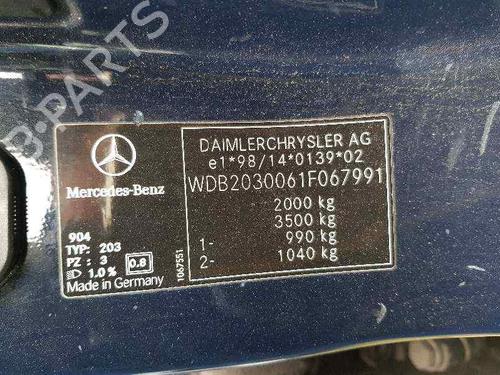 B-PARTS
Mercedes-Benz
904
TYP: 203
PZ : 3
1.0% 0.8
Made in Germany
1067551
DAIMLERCHRYSLER AG
e1*98/14*0139*02
WDB2030061F067991
2000 kg
3500 kg
1- 990 kg
2- 1040 kg